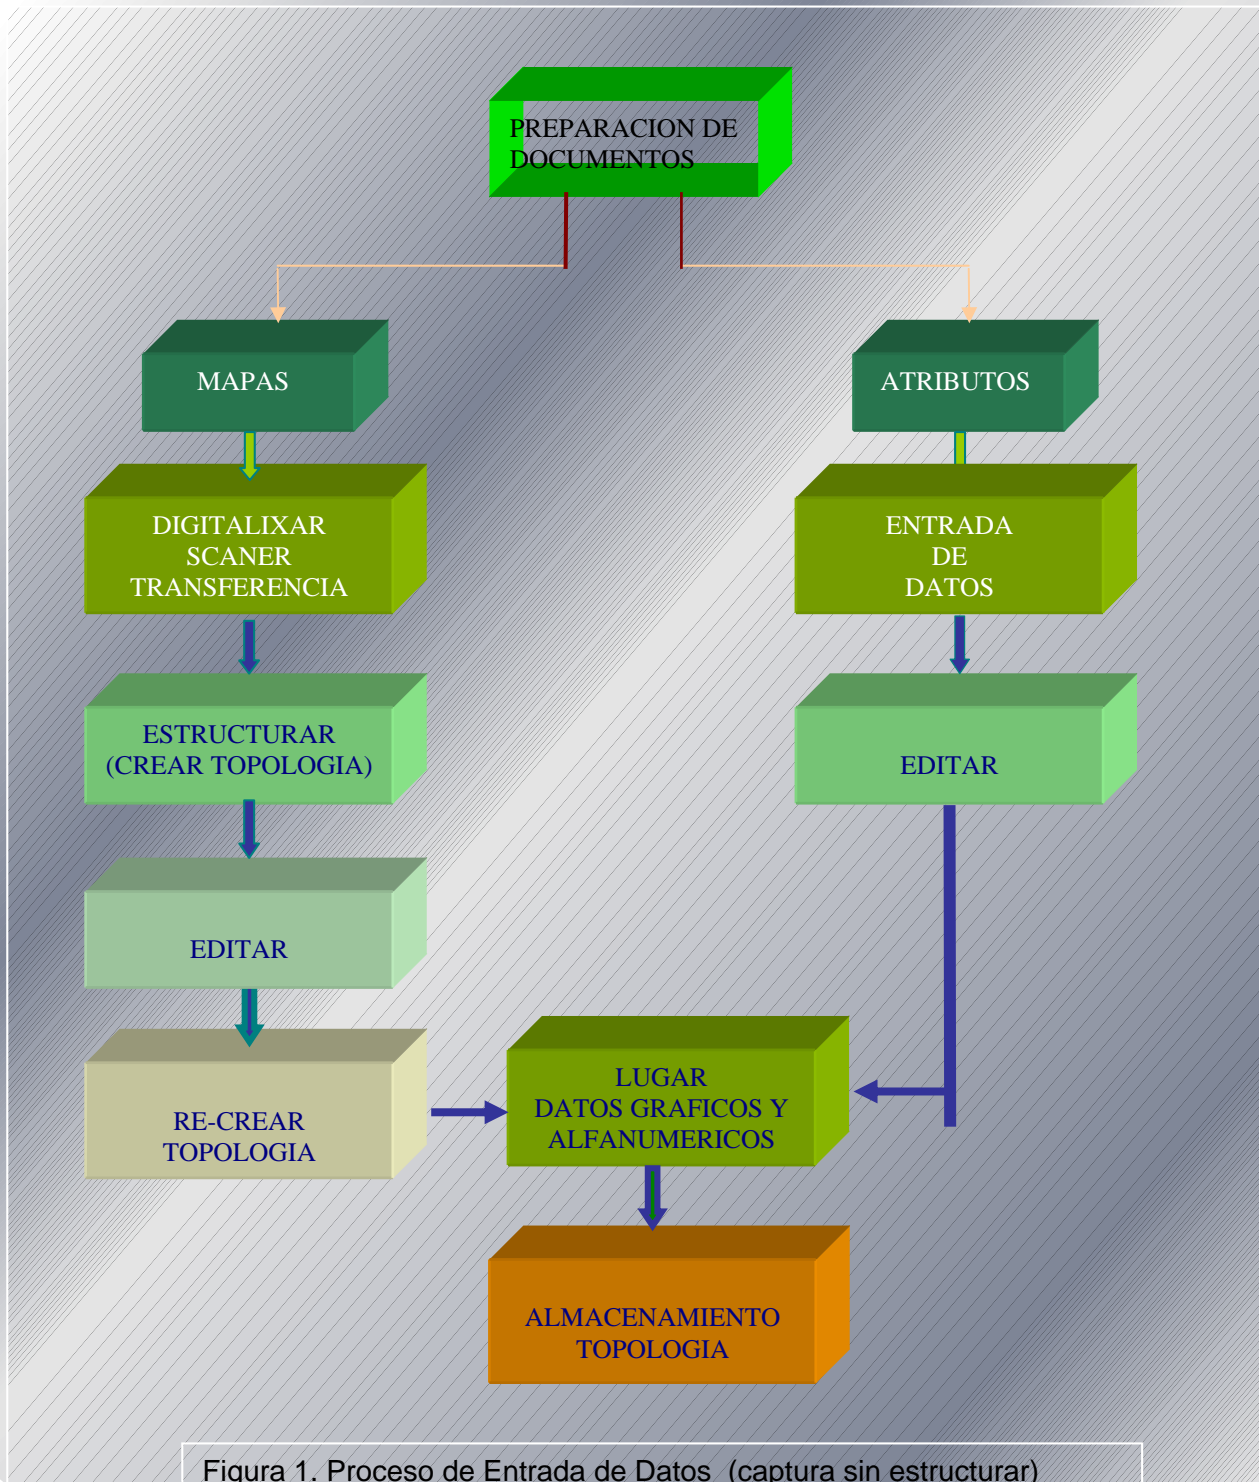 PREPARACION DE
DOCUMENTOS
MAPAS
ATRIBUTOS
DIGITALIXAR
SCANER
TRANSFERENCIA
ENTRADA
DE
DATOS
ESTRUCTURAR
(CREAR TOPOLOGIA)
EDITAR
EDITAR
RE-CREAR
TOPOLOGIA
LUGAR
DATOS GRAFICOS Y
ALFANUMERICOS
ALMACENAMIENTO
TOPOLOGIA
Figura 1. Proceso de Entrada de Datos (captura sin estructurar)